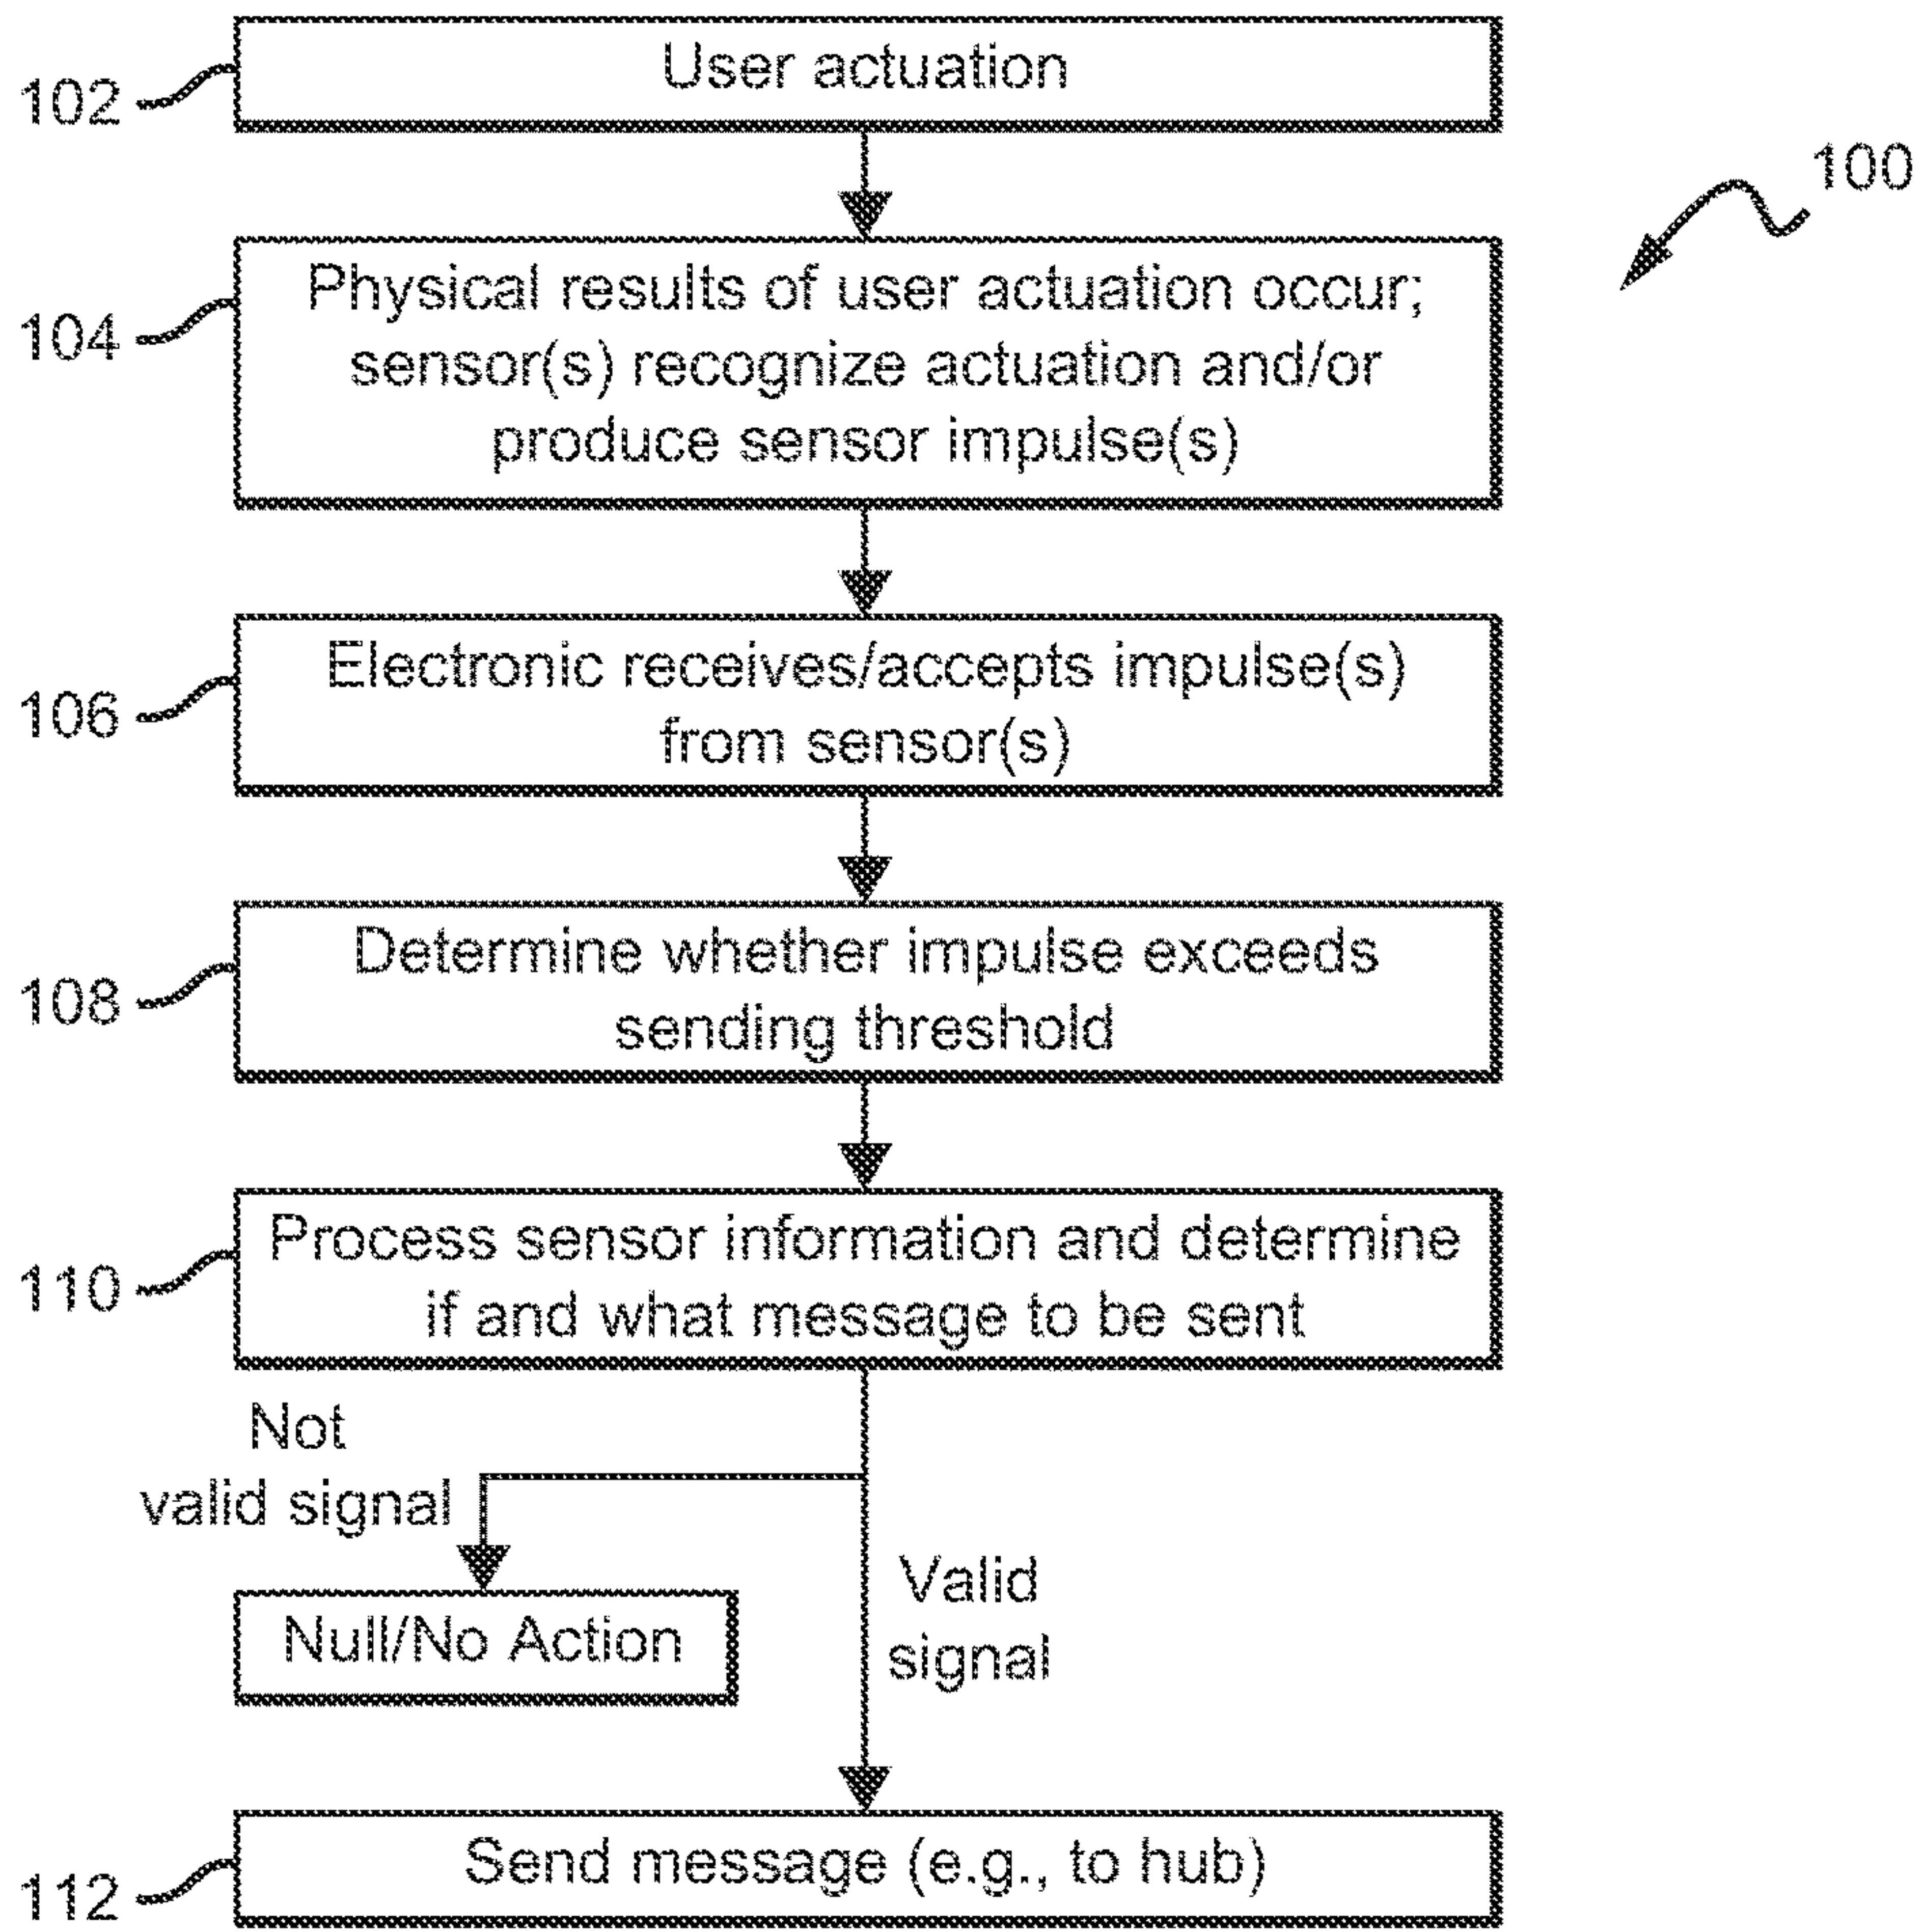 User actuation
102
100
Physical results of user actuation occur;
104
sensor(s) recognize actuation and/or
produce sensor impulse(s)
Electronic receives/accepts impulse(s)
106
from sensor(s)
Determine whether impulse exceeds
108
sending threshold
Process sensor information and determine
110
if and what message to be sent
Not
valid signal
Valid
signal
Null/No Action
Send message (e.g., to hub)
112